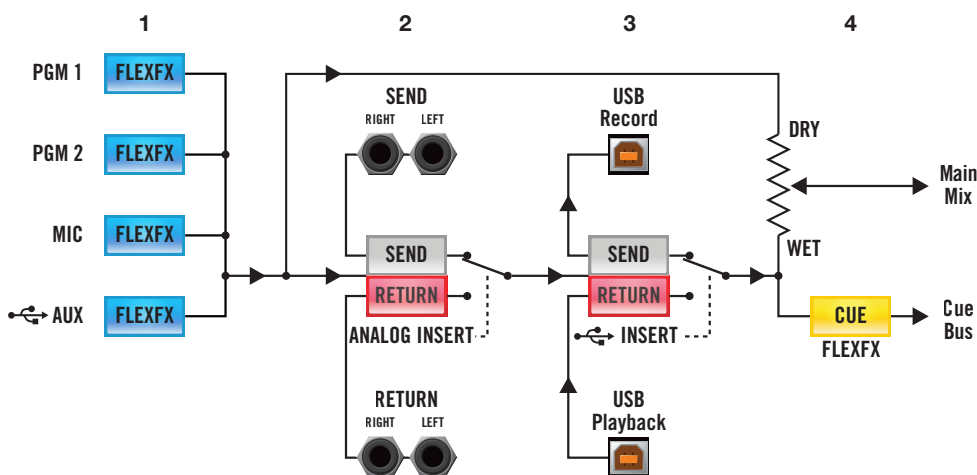 1
2
3
4
PGM 1
FLEXFX
PGM 2
FLEXFX
MIC
FLEXFX
AUX
FLEXFX
SEND
RIGHT
LEFT
SEND
RETURN
ANALOG INSERT
RETURN
RIGHT
LEFT
USB
Record
SEND
RETURN
INSERT
USB
Playback
DRY
WET
Main
Mix
CUE
FLEXFX
Cue
Bus